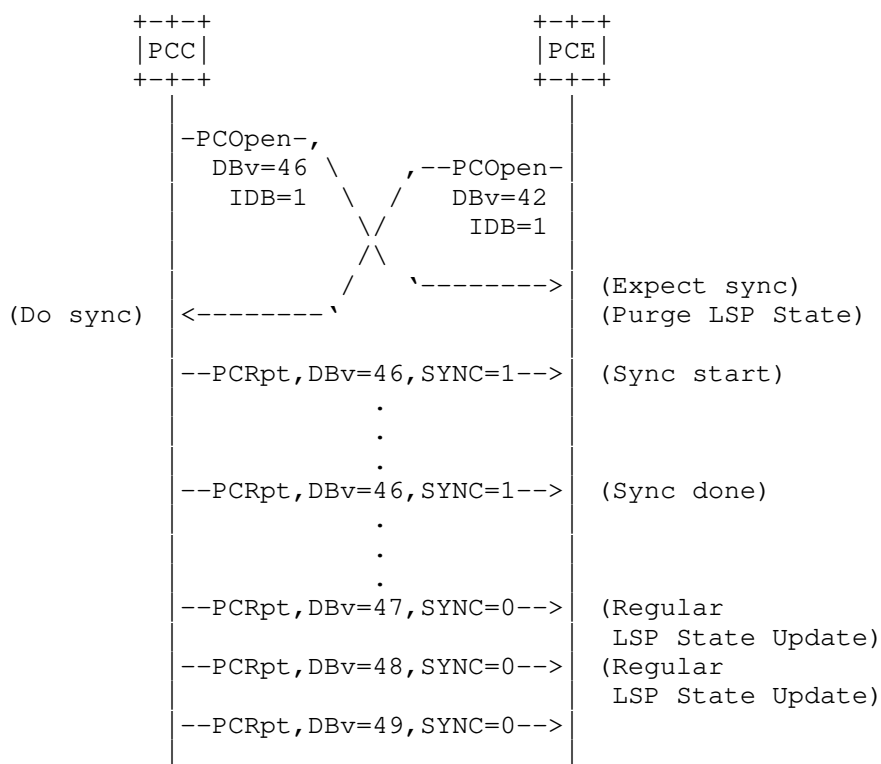 +-+-+ +-+-+
|PCC| |PCE|
+-+-+ +-+-+
-PCOpen-,
DBv=46 \ ,--PCOpen-
IDB=1 \ / DBv=42
\/ IDB=1
/\
/ `--------> (Expect sync)
(Do sync) <--------` (Purge LSP State)
--PCRpt,DBv=46,SYNC=1--> (Sync start)
.
.
.
--PCRpt,DBv=46,SYNC=1--> (Sync done)
.
.
.
--PCRpt,DBv=47,SYNC=0--> (Regular
LSP State Update)
--PCRpt,DBv=48,SYNC=0--> (Regular
LSP State Update)
--PCRpt,DBv=49,SYNC=0-->